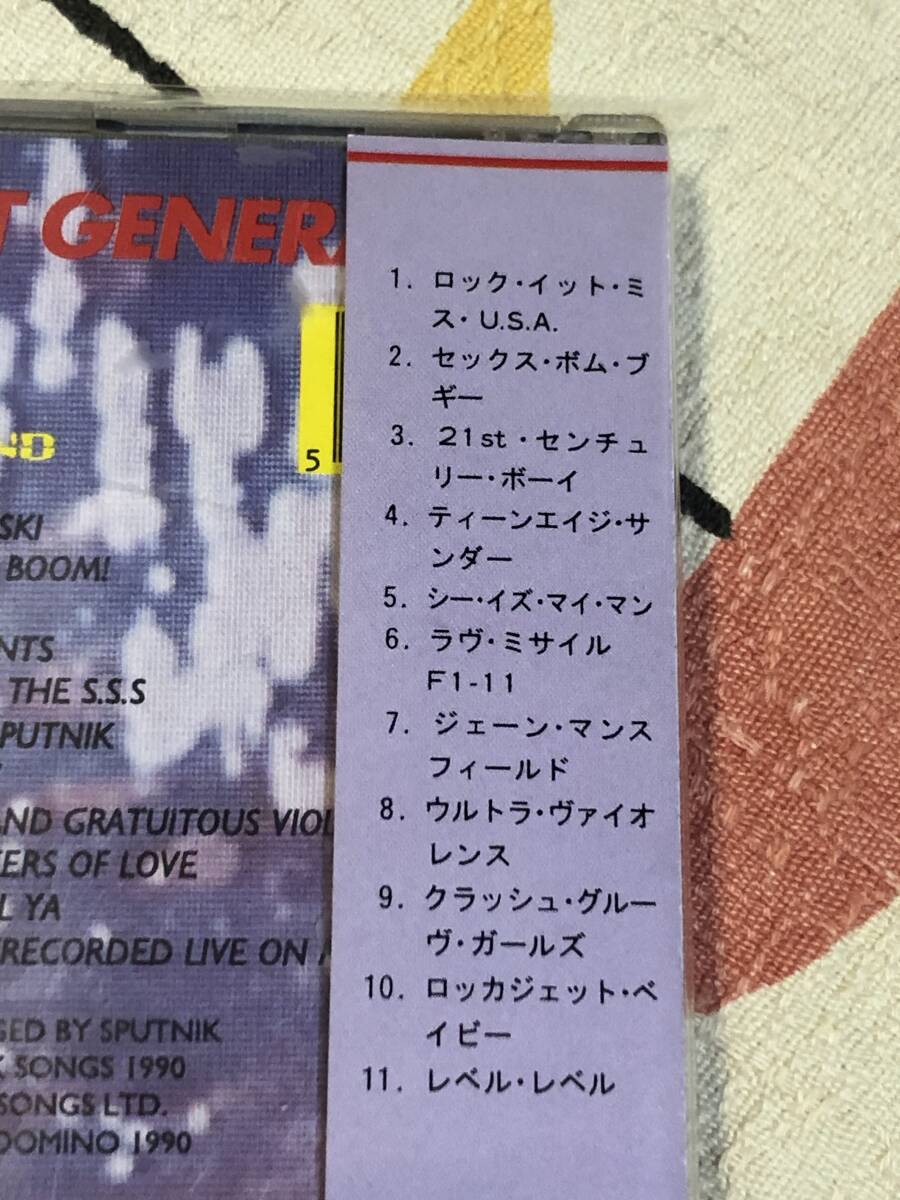 T GENERA
ND
5
SKI
BOOM!
NTS
THE S.S.S
SPUTNIK
AND GRATUITOUS VIOL
ERS OF LOVE
L YA
RECORDED LIVE ON
GED BY SPUTNIK
K SONGS 1990
SONGS LTD.
DOMINO 1990
1. ロック・イット・ミ
ス・U.S.A.
2. セックス・ボム・ブ
ギー
3. 21st・センチュ
リー・ボーイ
4. ティーンエイジ・サ
ンダー
5. シー・イズ・マイ・マン
6. ラヴ・ミサイル
F1-11
7. ジェーン・マンス
フィールド
8. ウルトラ・ヴァイオ
レンス
9. クラッシュ・グルー
ヴ・ガールズ
10. ロッカジェット・ベ
イビー
11. レベル・レベル